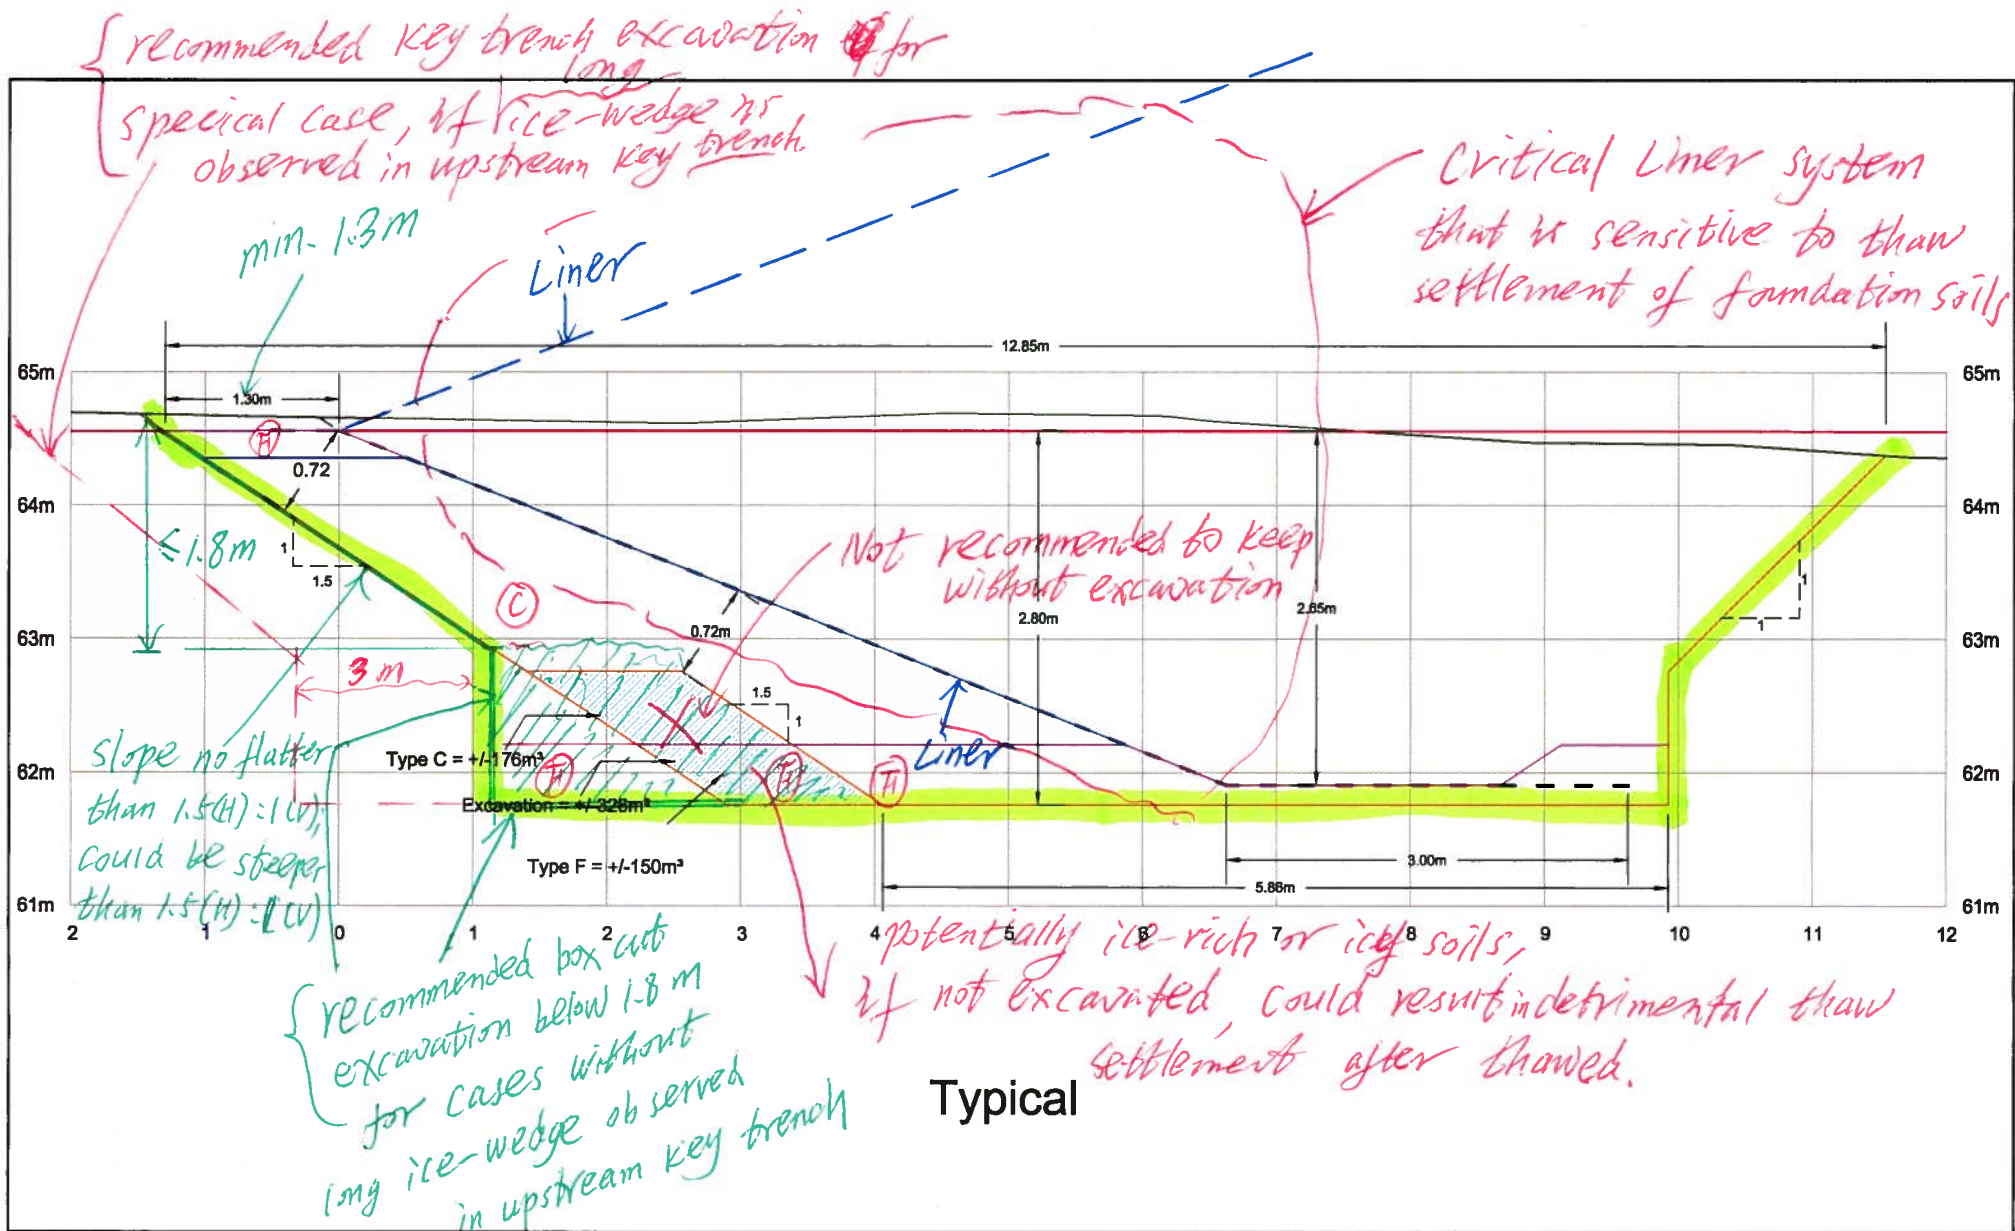 recommended key trench excavation for
long
specical case, if ice-wedge is
observed in upstream key trench.
min. 1.3m
Liner
Critical Liner system
that is sensitive to thaw
settlement of foundation soils
12.85m
65m
65m
1.30m
F
0.72
64m
64m
≤1.8m
1
1.5
Not recommended to keep
without excavation
C
2.80m
2.65m
1
1
0.72m
63m
63m
3m
1.5
1
Type C = +/-176m³
Liner
F
F
F
62m
62m
Excavation = +/-328m³
slope no flatter
than 1.5(H):1(V),
could be steeper
than 1.5(H):1(V)
Type F = +/-150m³
3.00m
5.88m
61m
61m
2 1 0 1 2 3 4 5 6 7 8 9 10 11 12
potentially ice-rich or icy soils,
if not excavated, could result in detrimental thaw
settlement after thawed.
recommended box cut
excavation below 1.8 m
for cases without
long ice-wedge observed
in upstream key trench
Typical